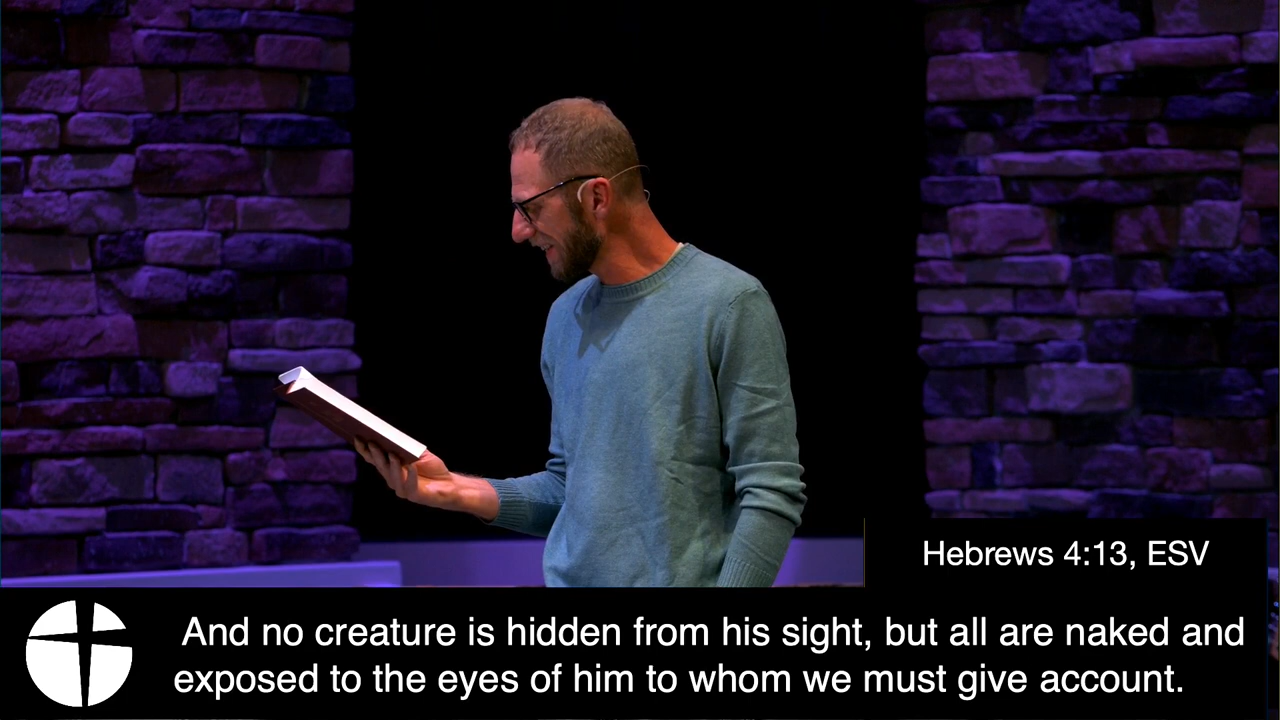 Hebrews 4:13, ESV
And no creature is hidden from his sight, but all are naked and
exposed to the eyes of him to whom we must give account.